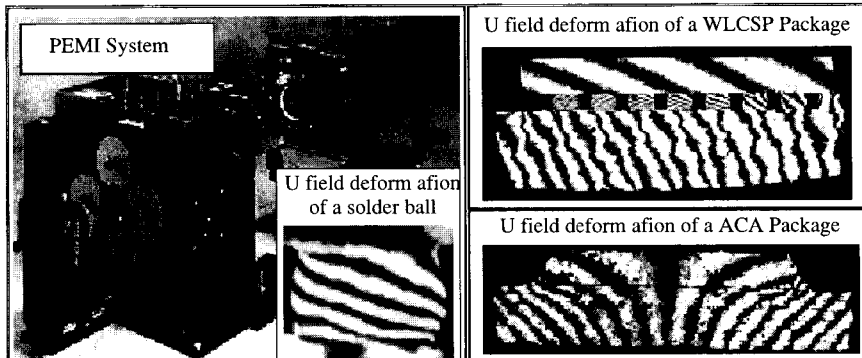 PEMI System
U field deform afion
of a solder ball
U field deform afion of a WLCSP Package
U field deform afion of a ACA Package